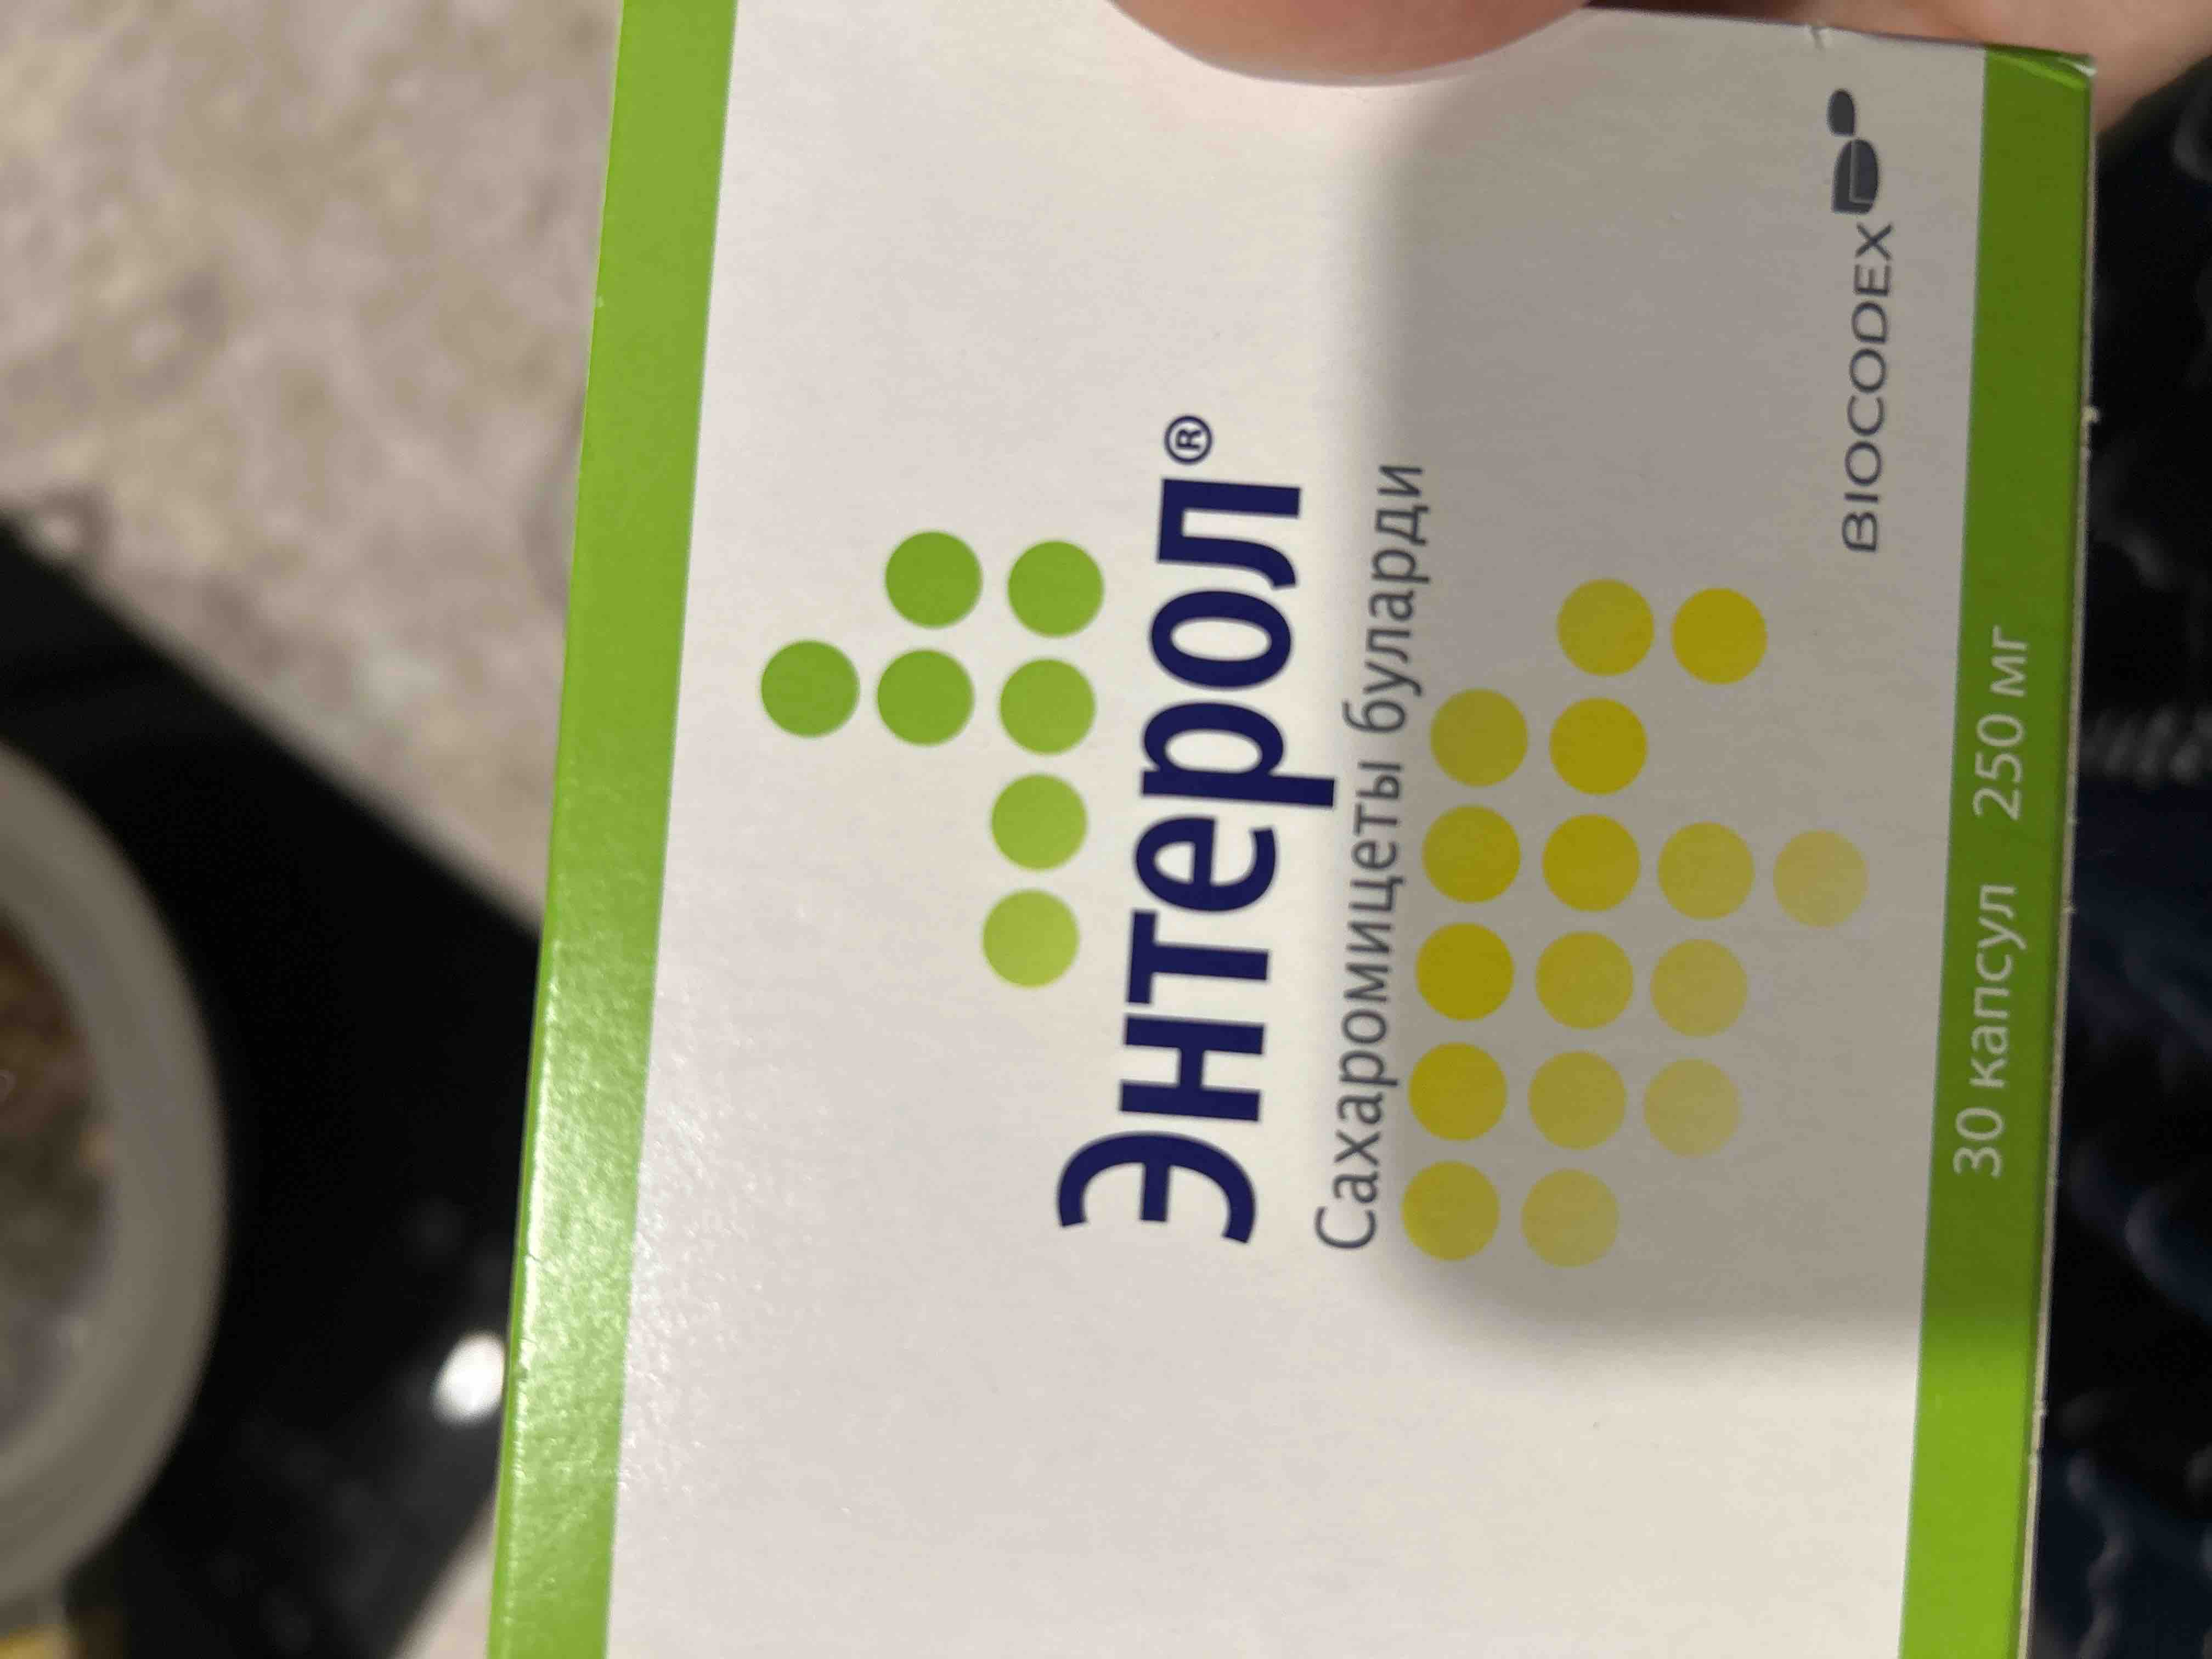 Энтерол®
Сахаромицеты буларди
BIOCODEX
30 капсул 250 мг